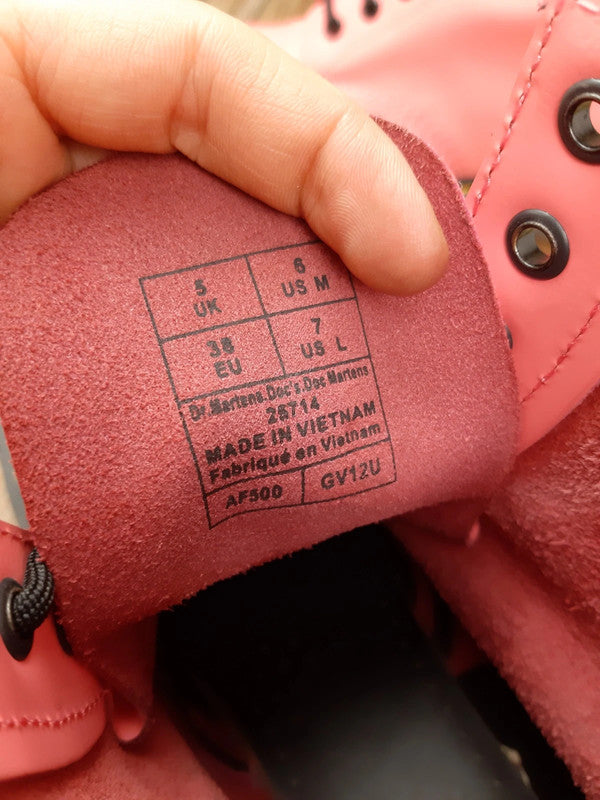 5 UK
6 US M
38 EU
7 US L
Dr.Martens.Doc's.Doc Martens
25714
MADE IN VIETNAM
Fabriqué en Vietnam
AF500
GV12U